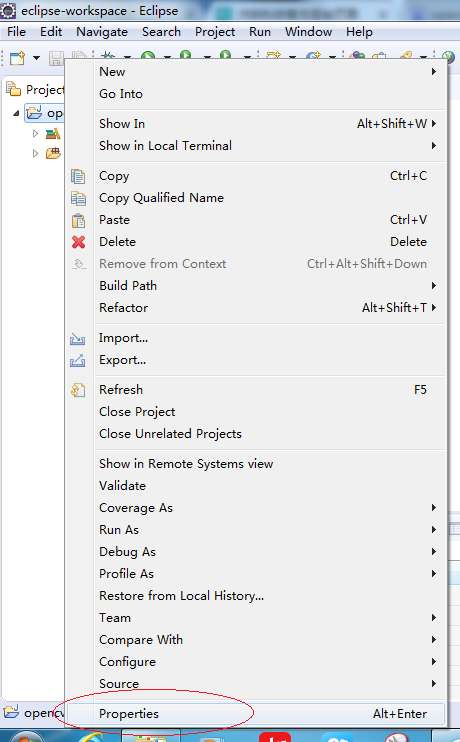 eclipse-workspace - Eclipse
File Edit Navigate Search Project Run Window Help
Project
New
Go Into
Show In Alt+Shift+W
Show in Local Terminal
Copy Ctrl+C
Copy Qualified Name
Paste Ctrl+V
Delete Delete
Remove from Context Ctrl+Alt+Shift+Down
Build Path
Refactor Alt+Shift+T
Import...
Export...
Refresh F5
Close Project
Close Unrelated Projects
Show in Remote Systems view
Validate
Coverage As
Run As
Debug As
Profile As
Restore from Local History...
Team
Compare With
Configure
Source
opencv
Properties Alt+Enter